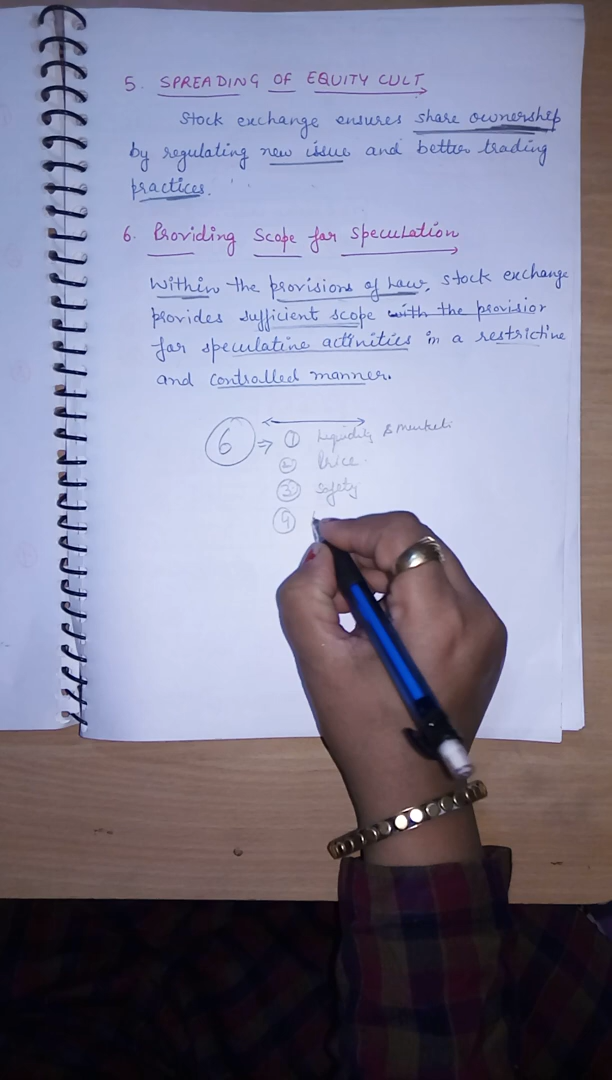 5. SPREADING OF EQUITY CULT
Stock exchange ensures share ownership
by regulating new issue and better trading
practices.
6. Providing Scope for Speculation
Within the provisions of Law, stock exchange
provides sufficient scope with the provision
for speculative activities in a restrictive
and controlled manner.
6 ⇒ ① Liquidity & Marketi
② Price.
③ Safety
④